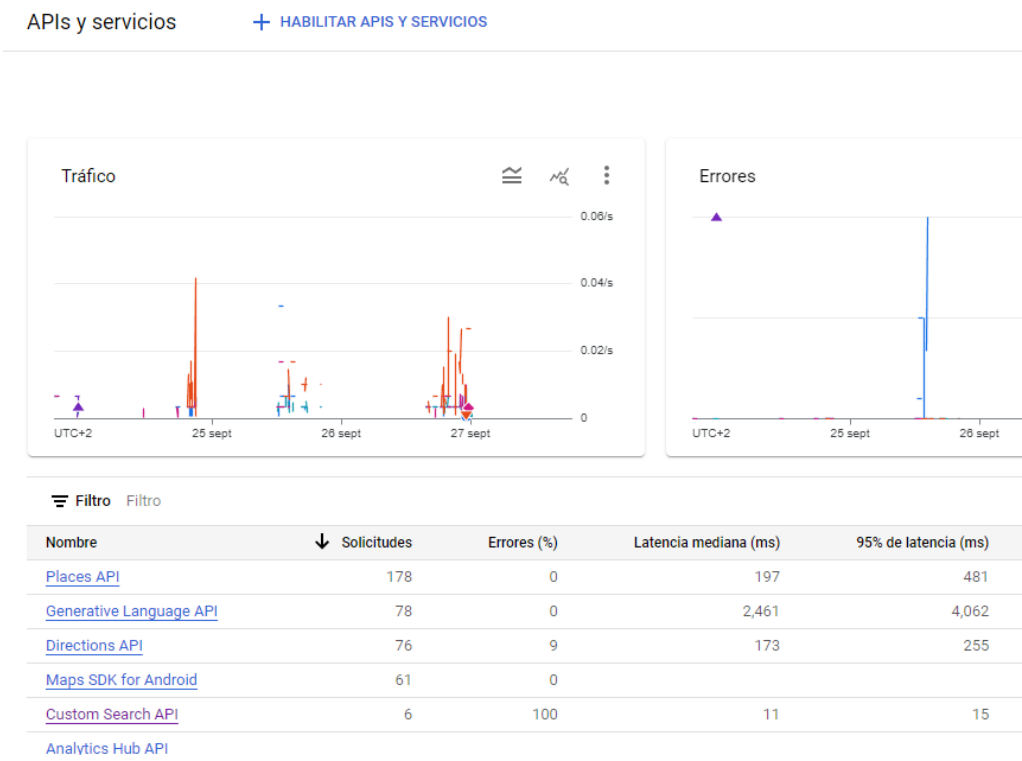 APIs y servicios
HABILITAR APIS Y SERVICIOS
Tráfico
0.06/s
0.04/s
0.02/s
0
UTC+2
25 sept
26 sept
27 sept
Errores
UTC+2
25 sept
26 sept
Filtro Filtro
Nombre Solicitudes Errores (%) Latencia mediana (ms) 95% de latencia (ms)
Places API 178 0 197 481
Generative Language API 78 0 2,461 4,062
Directions API 76 9 173 255
Maps SDK for Android 61 0
Custom Search API 6 100 11 15
Analytics Hub API